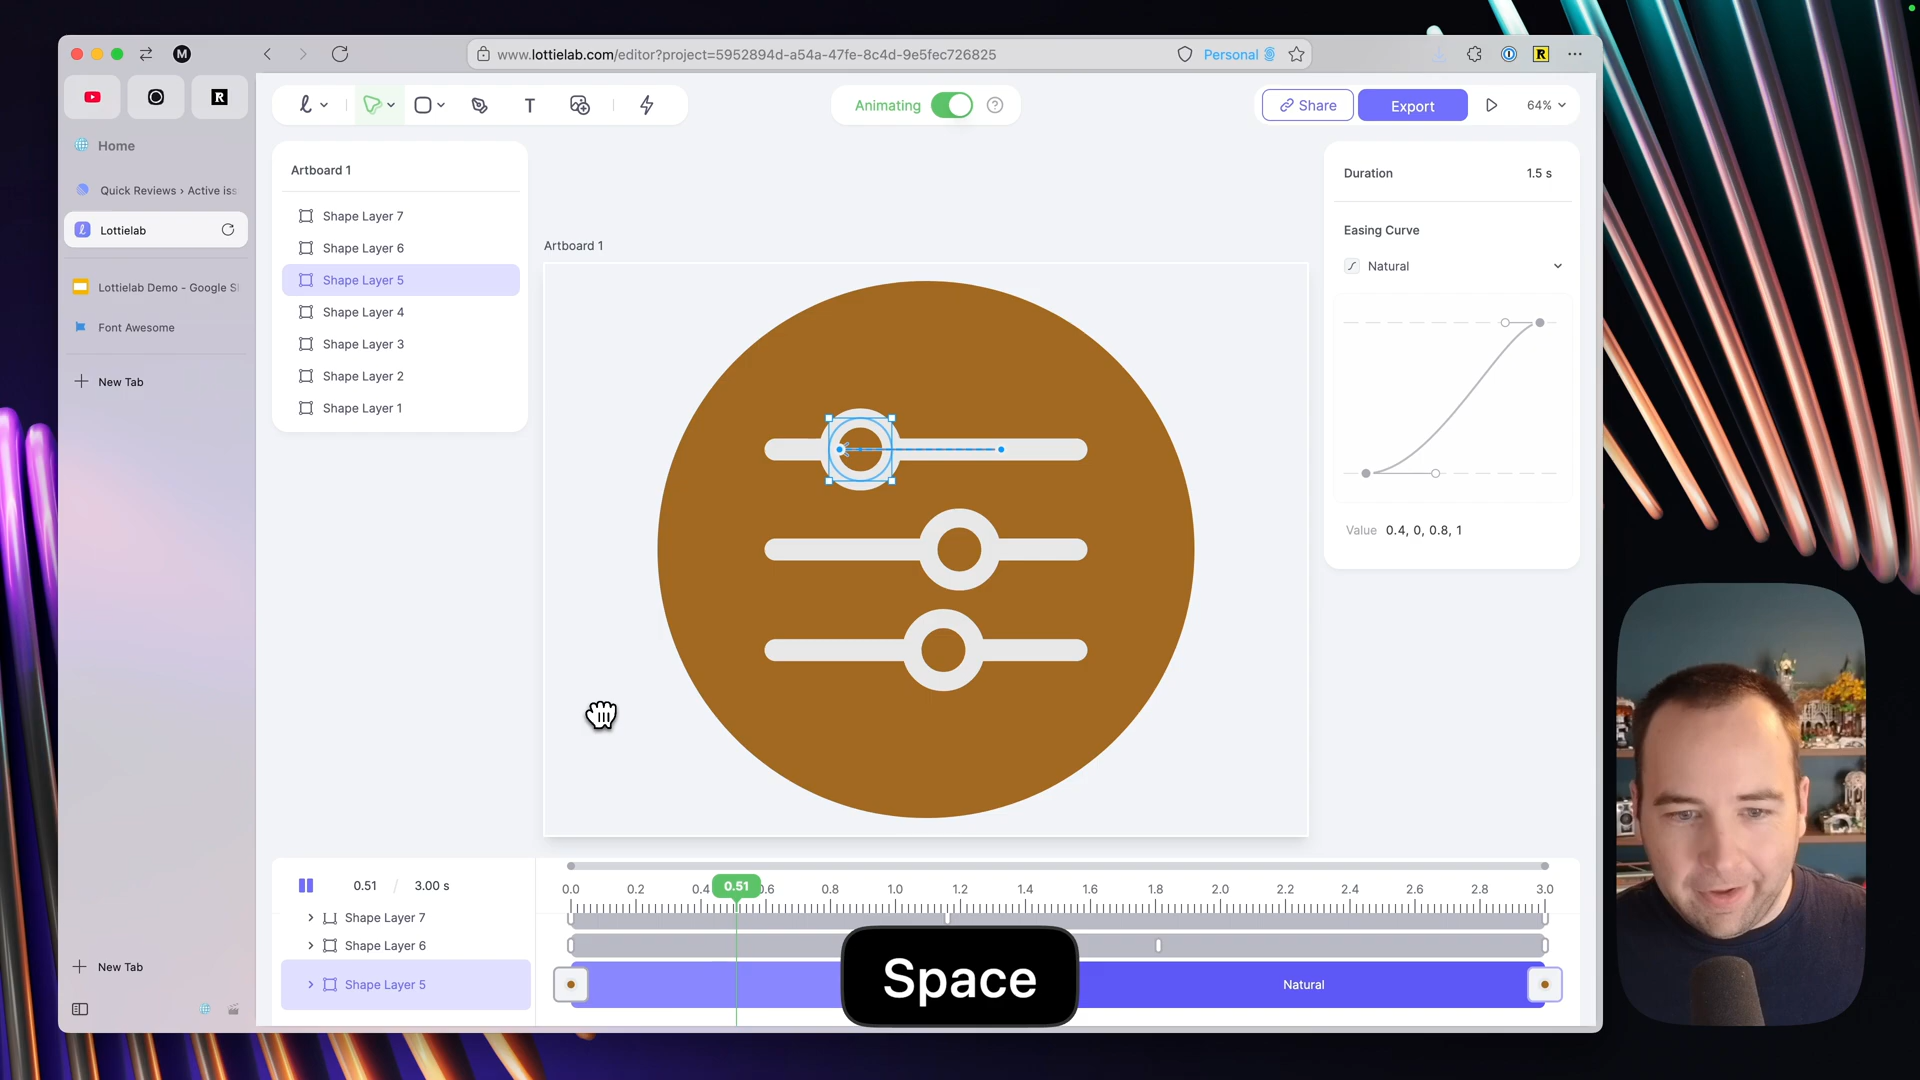 M
www.lottielab.com/editor?project=5952894d-a54a-47fe-8c4d-9e5fec726825
Personal
R
R
Home
Quick Reviews › Active iss
Lottielab
Lottielab Demo - Google Sl
Font Awesome
New Tab
New Tab
T
Animating
?
Share
Export
64%
Artboard 1
Shape Layer 7
Shape Layer 6
Shape Layer 5
Shape Layer 4
Shape Layer 3
Shape Layer 2
Shape Layer 1
Artboard 1
Duration 1.5 s
Easing Curve
Natural
Value 0.4, 0, 0.8, 1
0.51 / 3.00 s
0.0 0.2 0.4 0.51 0.6 0.8 1.0 1.2 1.4 1.6 1.8 2.0 2.2 2.4 2.6 2.8 3.0
Shape Layer 7
Shape Layer 6
Shape Layer 5
Natural
Space